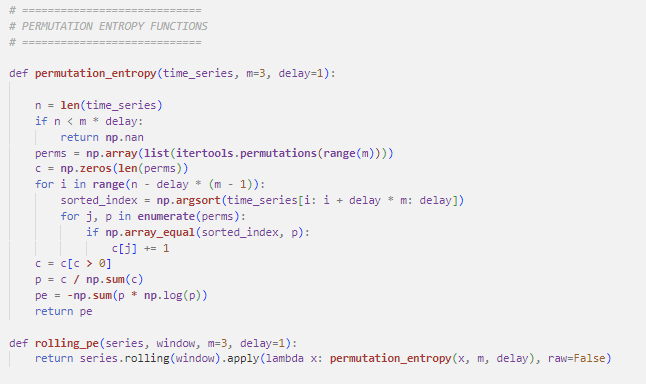 # ===========================
# PERMUTATION ENTROPY FUNCTIONS
# ===========================
def permutation_entropy(time_series, m=3, delay=1):
    n = len(time_series)
    if n < m * delay:
        return np.nan
    perms = np.array(list(itertools.permutations(range(m))))
    c = np.zeros(len(perms))
    for i in range(n - delay * (m - 1)):
        sorted_index = np.argsort(time_series[i: i + delay * m: delay])
        for j, p in enumerate(perms):
            if np.array_equal(sorted_index, p):
                c[j] += 1
    c = c[c > 0]
    p = c / np.sum(c)
    pe = -np.sum(p * np.log(p))
    return pe
def rolling_pe(series, window, m=3, delay=1):
    return series.rolling(window).apply(lambda x: permutation_entropy(x, m, delay), raw=False)